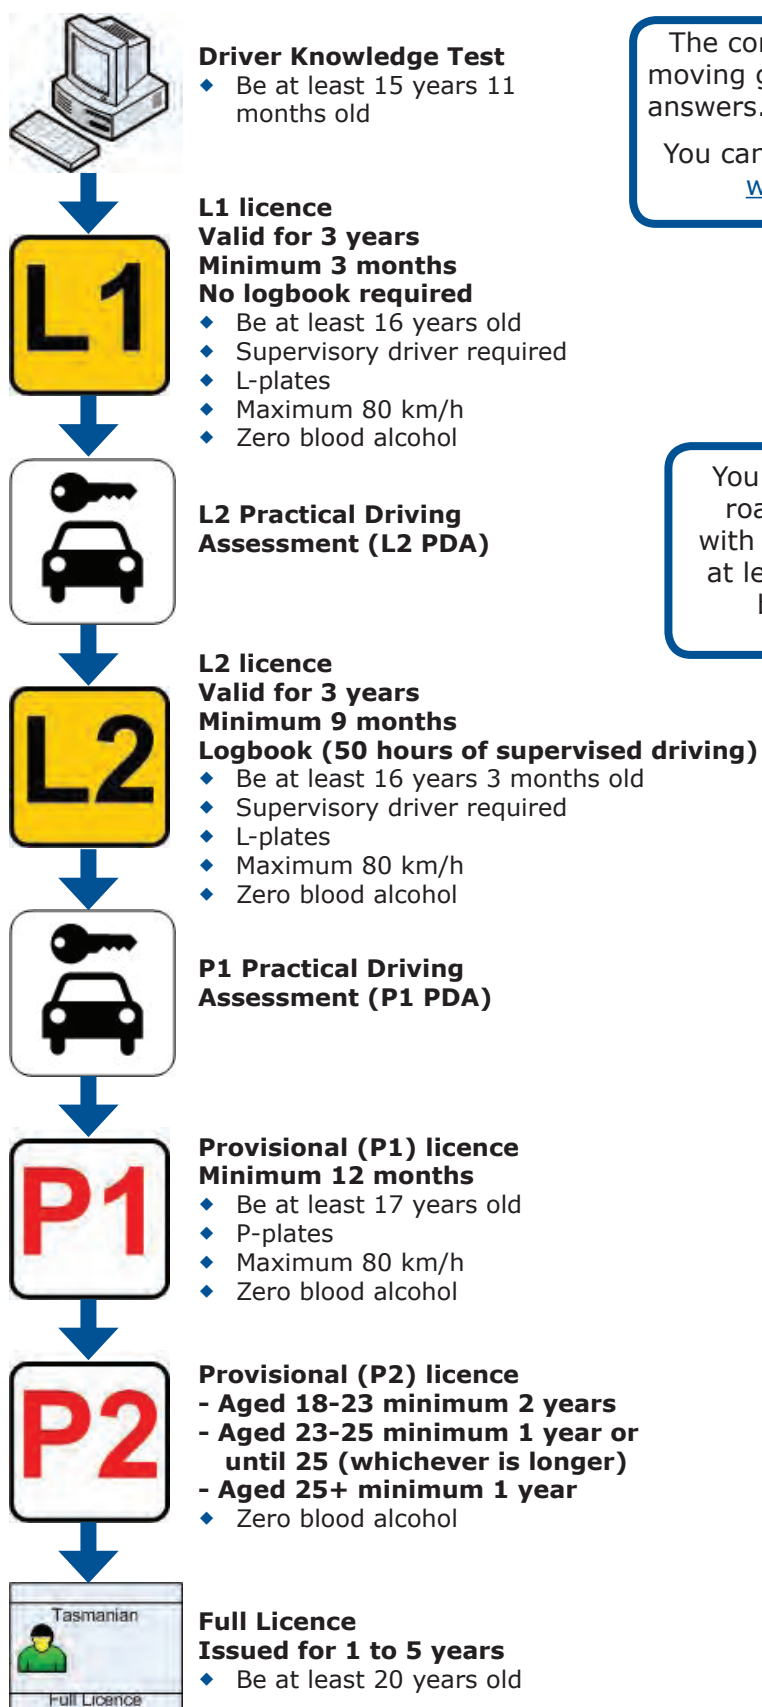 Driver Knowledge Test
Be at least 15 years 11
months old
The
moving
answers.
You can
L1 licence
Valid for 3 years
Minimum 3 months
No logbook required
Be at least 16 years old
Supervisory driver required
L-plates
Maximum 80 km/h
Zero blood alcohol
L1
L2 Practical Driving
Assessment (L2 PDA)
You
with
at
L2 licence
Valid for 3 years
Minimum 9 months
Logbook (50 hours of supervised driving)
Be at least 16 years 3 months old
Supervisory driver required
L-plates
Maximum 80 km/h
Zero blood alcohol
L2
P1 Practical Driving
Assessment (P1 PDA)
Provisional (P1) licence
Minimum 12 months
Be at least 17 years old
P-plates
Maximum 80 km/h
Zero blood alcohol
P1
Provisional (P2) licence
- Aged 18-23 minimum 2 years
- Aged 23-25 minimum 1 year or
until 25 (whichever is longer)
- Aged 25+ minimum 1 year
Zero blood alcohol
P2
Tasmanian
Full Licence
Full Licence
Issued for 1 to 5 years
Be at least 20 years old